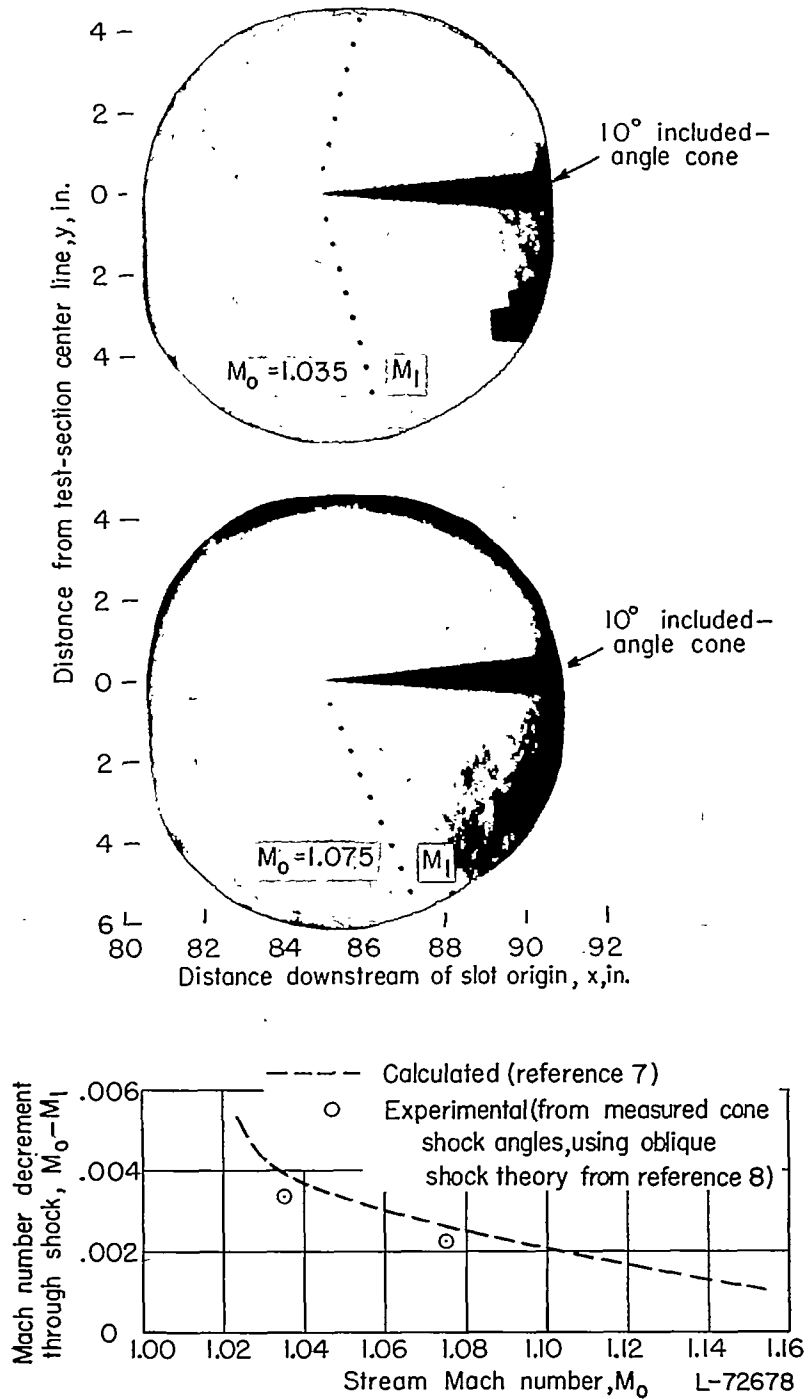 4
2
0
2
4
Distance from test-section center line, y, in.
10° included-
angle cone
M₀ = 1.035
M₁
4
2
0
2
4
6
10° included-
angle cone
M₀ = 1.075
M₁
80 82 84 86 88 90 92
Distance downstream of slot origin, x, in.
Mach number decrement
through shock, M₀-M₁
.006
.004
.002
0
Calculated (reference 7)
Experimental (from measured cone
shock angles, using oblique
shock theory from reference 8)
1.00 1.02 1.04 1.06 1.08 1.10 1.12 1.14 1.16
Stream Mach number, M₀
L-72678